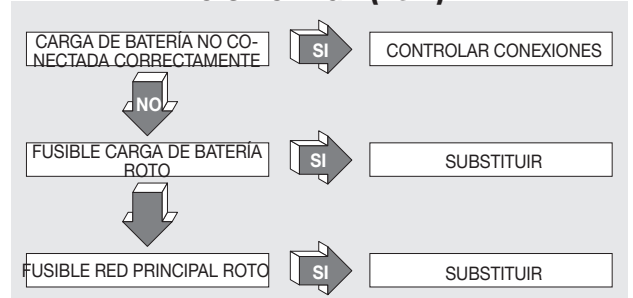 CARGA DE BATERÍA NO CO-
NECTADA CORRECTAMENTE
SI
CONTROLAR CONEXIONES
NO
FUSIBLE CARGA DE BATERÍA
ROTO
SI
SUBSTITUIR
FUSIBLE RED PRINCIPAL ROTO
SI
SUBSTITUIR